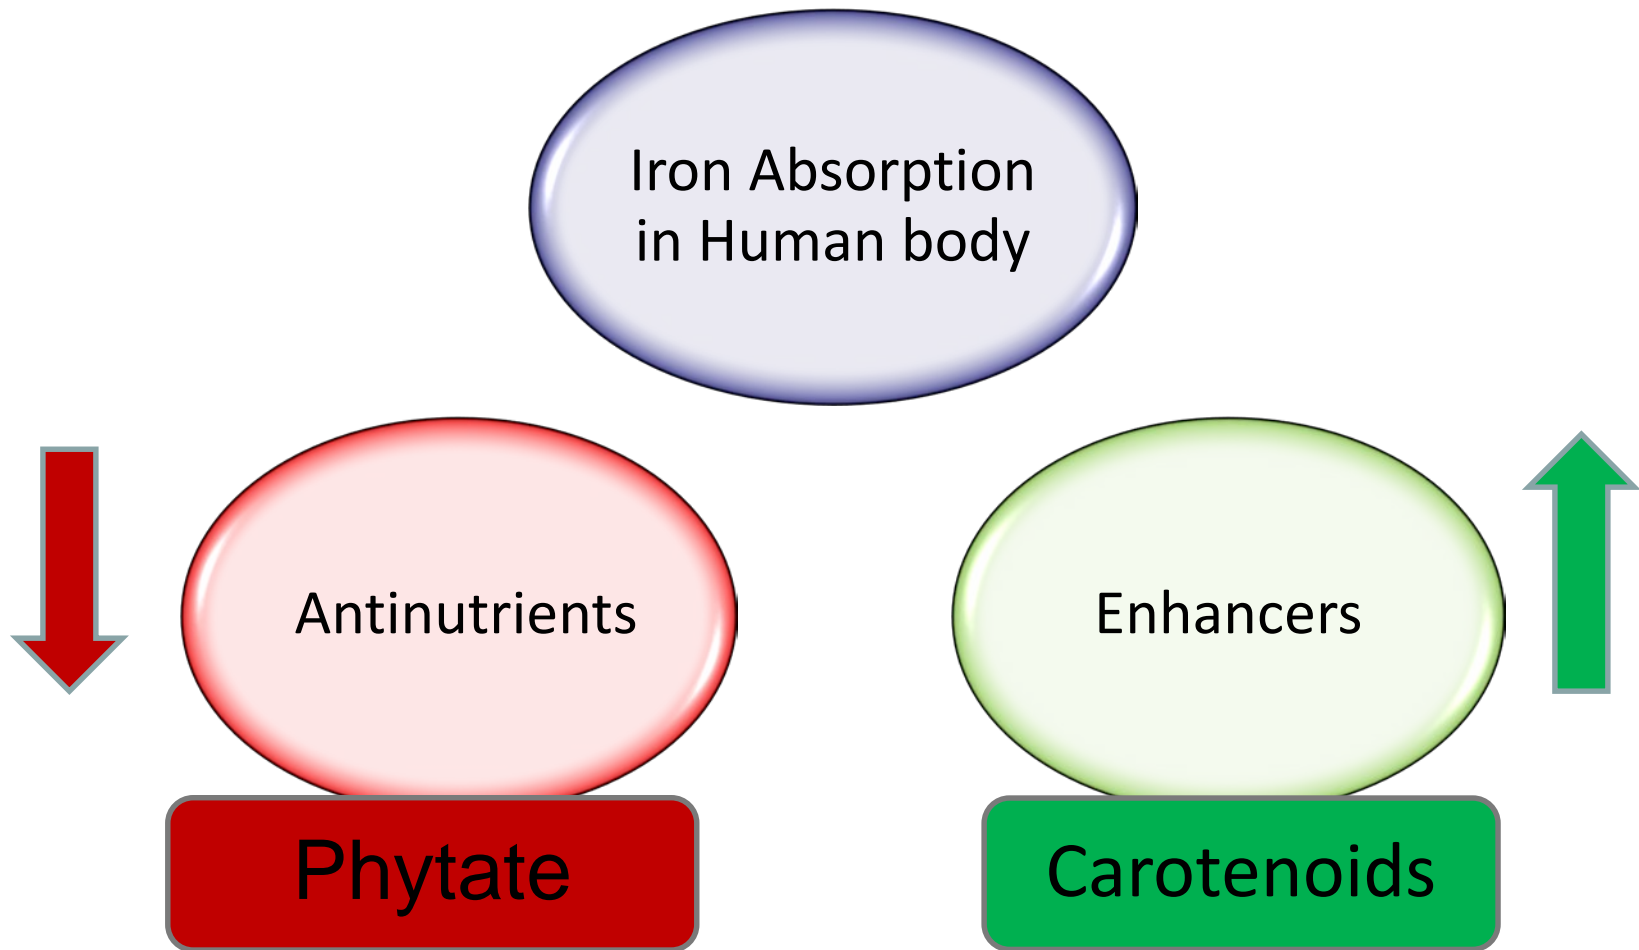 Iron Absorption
in Human body
Antinutrients
Enhancers
Phytate
Carotenoids